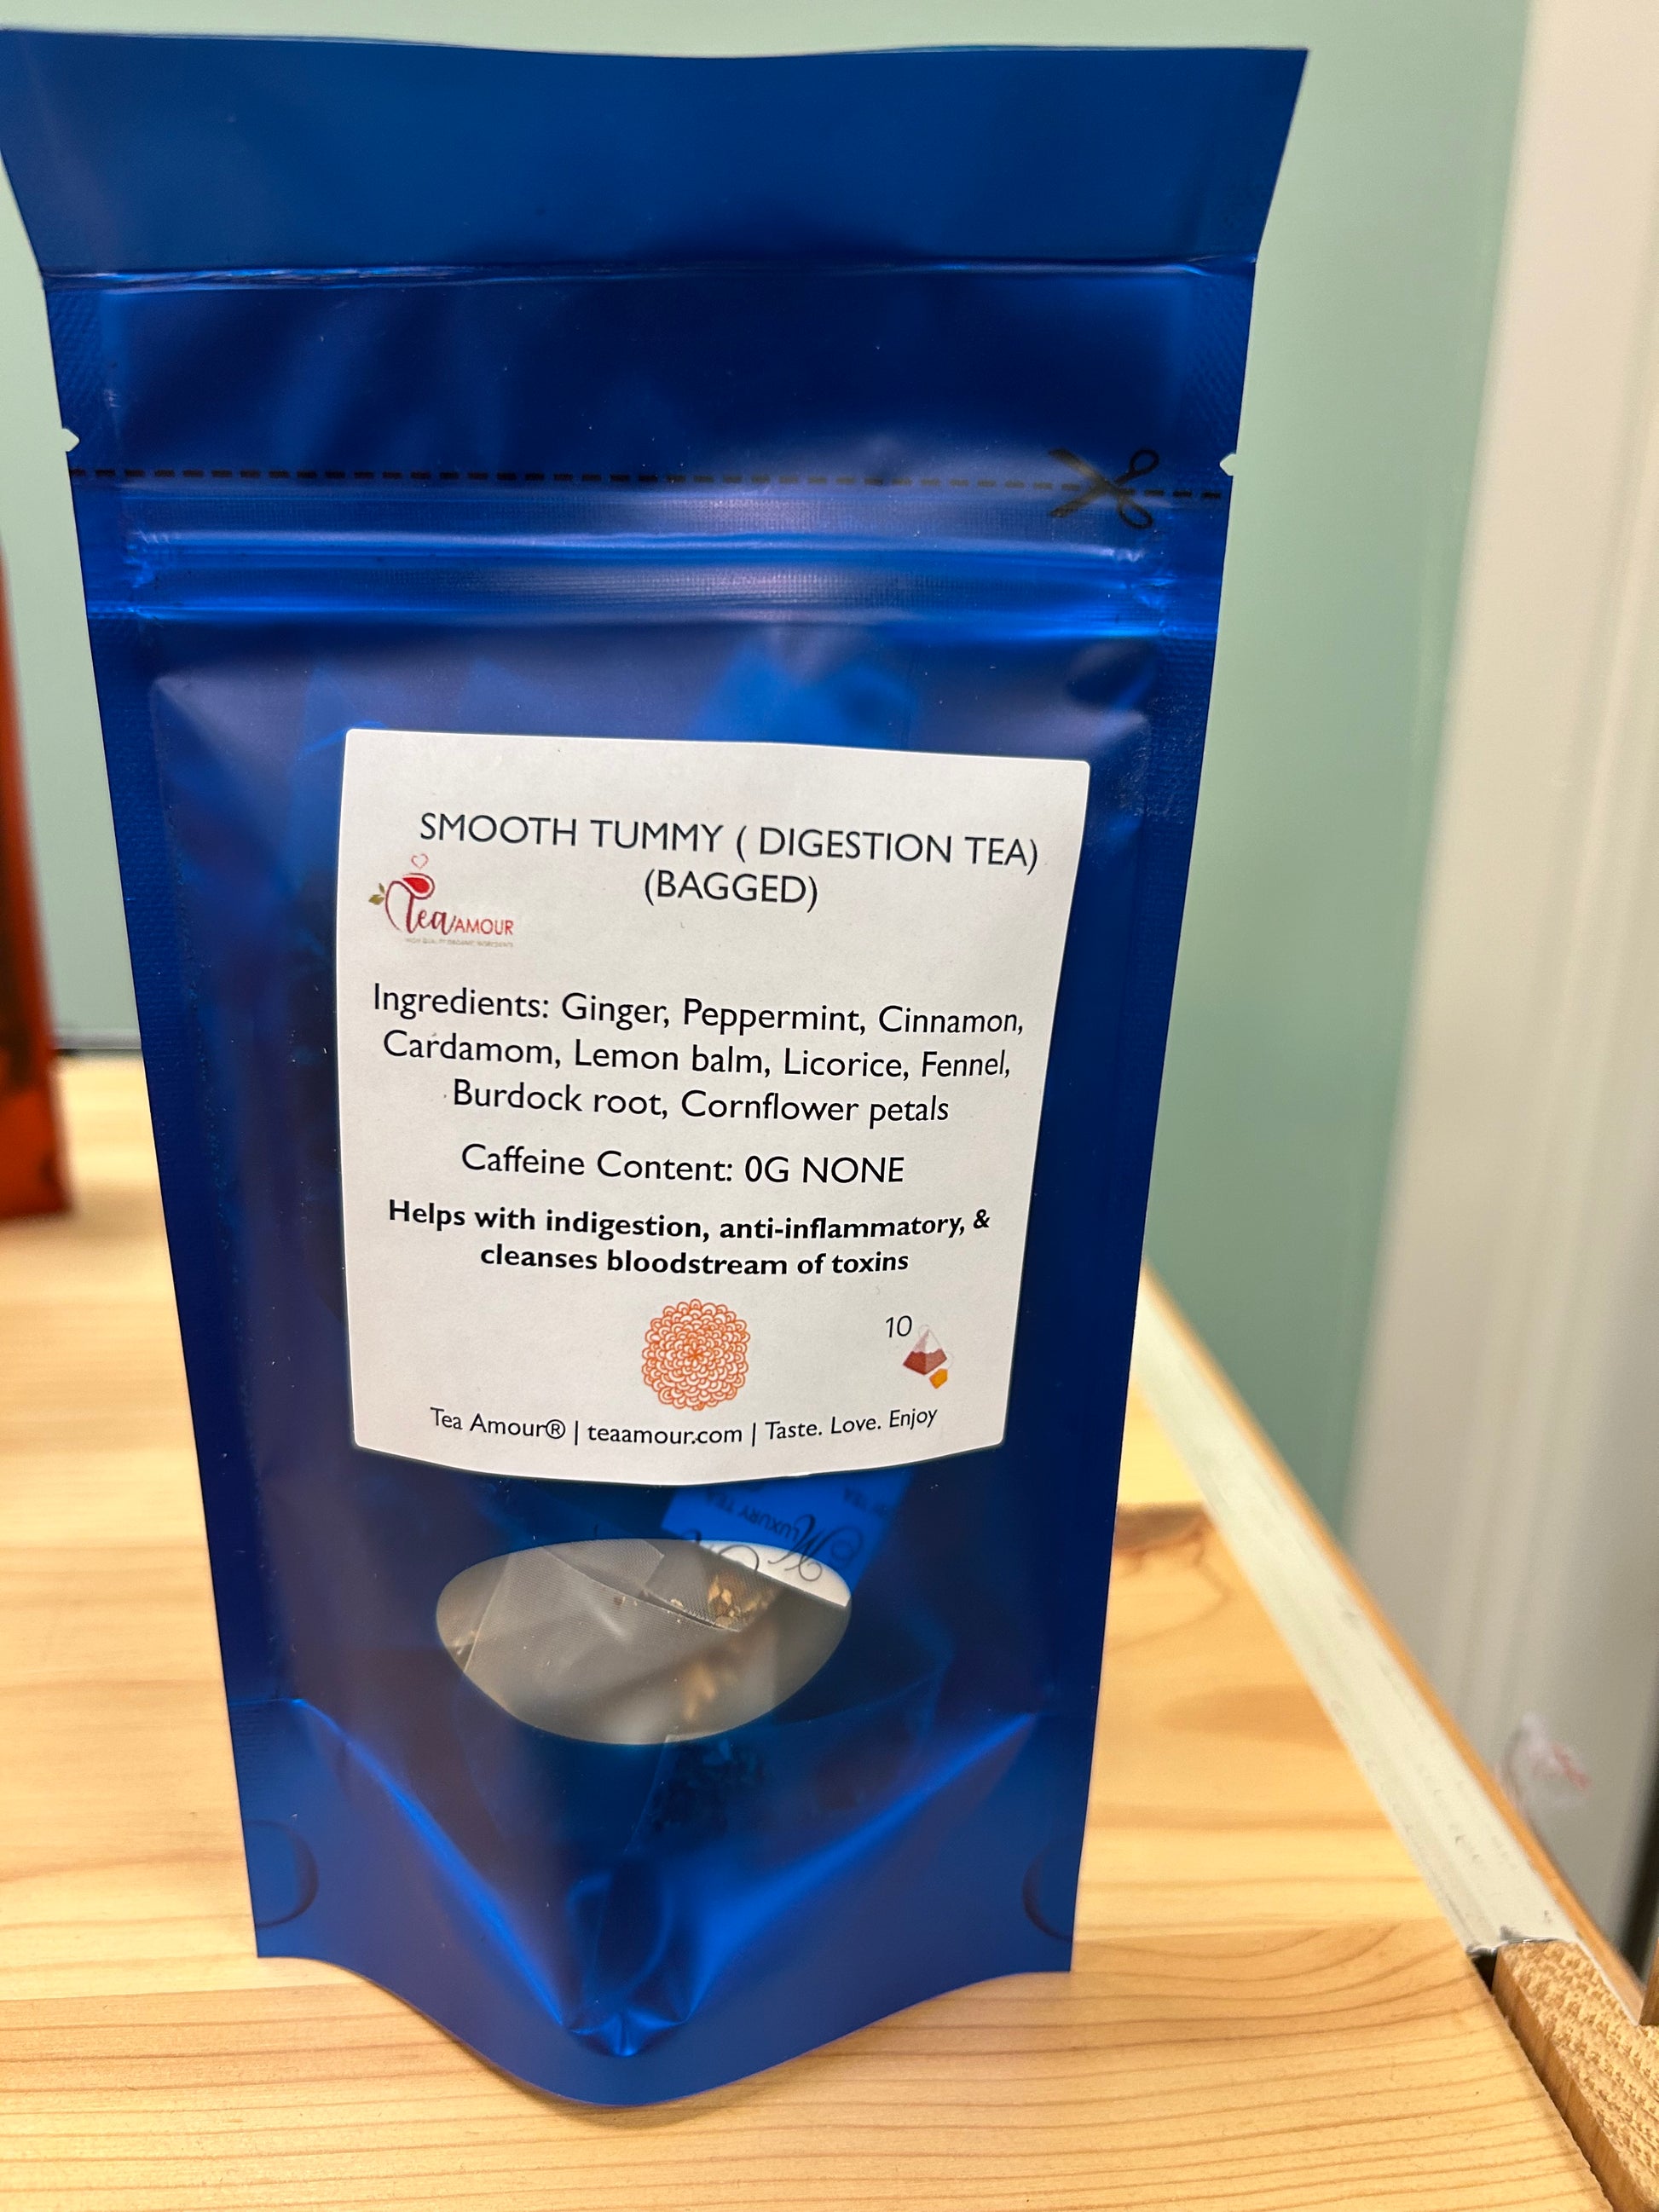 SMOOTH TUMMY ( DIGESTION TEA)
(BAGGED)
Tea AMOUR
Ingredients: Ginger, Peppermint, Cinnamon,
Cardamom, Lemon balm, Licorice, Fennel,
Burdock root, Cornflower petals
Caffeine Content: 0G NONE
Helps with indigestion, anti-inflammatory, &
cleanses bloodstream of toxins
10
Tea Amour® | teaamour.com | Taste. Love. Enjoy
LUXURY TEA